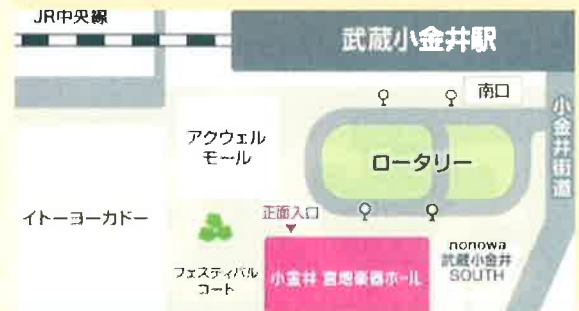 JR中央線
武蔵小金井駅
南口
小金井街道
アクウェル
モール
ロータリー
イトーヨーカドー
正面入口
フェスティバル
コート
小金井 宮地楽器ホール
nonowa
武蔵小金井
SOUTH